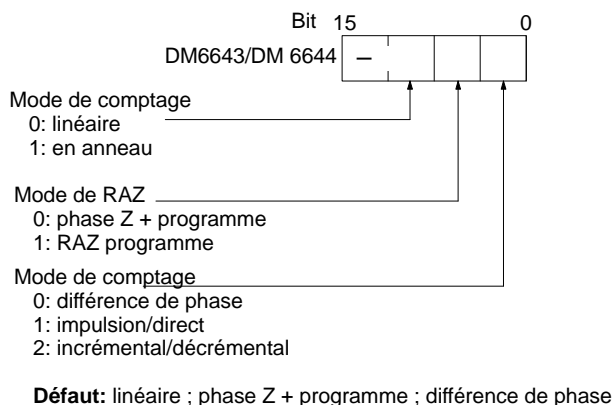 Bit 15 0
DM6643/DM 6644 –
Mode de comptage
0: linéaire
1: en anneau
Mode de RAZ
0: phase Z + programme
1: RAZ programme
Mode de comptage
0: différence de phase
1: impulsion/direct
2: incrémental/décrémental
Défaut: linéaire ; phase Z + programme ; différence de phase